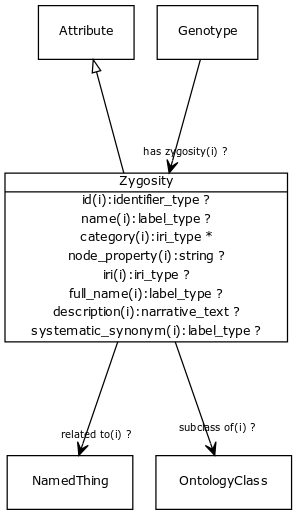 Attribute
Genotype
has zygosity(i) ?
Zygosity
id(i):identifier_type ?
name(i):label_type ?
category(i):iri_type *
node_property(i):string ?
iri(i):iri_type ?
full_name(i):label_type ?
description(i):narrative_text ?
systematic_synonym(i):label_type ?
related to(i) ?
subclass of(i) ?
NamedThing
OntologyClass